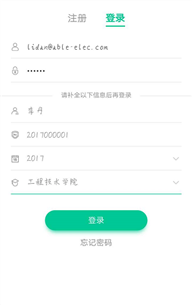 注册 登录
lidan@able-elec.com
••••••
请补全以下信息后再登录
李丹
2017000001
2017
工程技术学院
登录
忘记密码